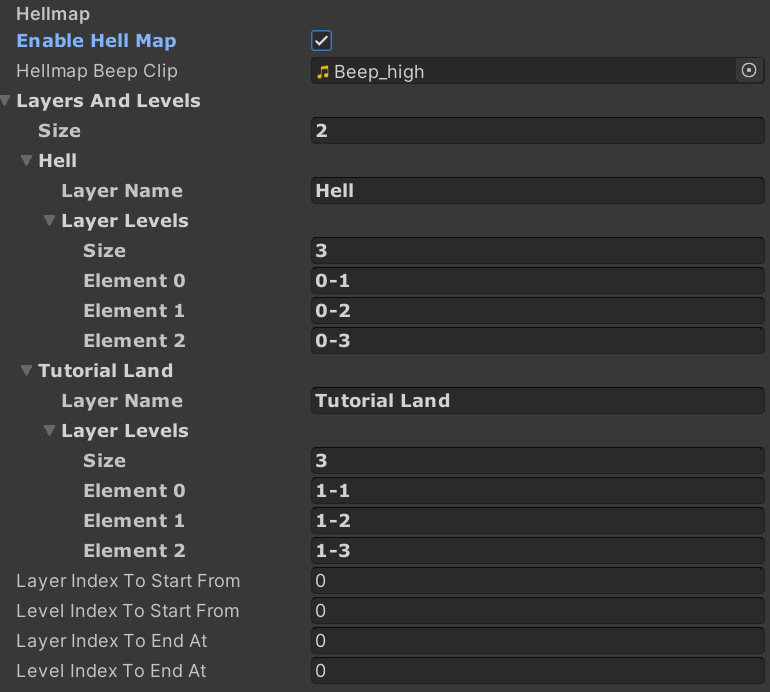 Hellmap
Enable Hell Map
Hellmap Beep Clip Beep_high
Layers And Levels
Size 2
Hell
Layer Name Hell
Layer Levels
Size 3
Element 0 0-1
Element 1 0-2
Element 2 0-3
Tutorial Land
Layer Name Tutorial Land
Layer Levels
Size 3
Element 0 1-1
Element 1 1-2
Element 2 1-3
Layer Index To Start From 0
Level Index To Start From 0
Layer Index To End At 0
Level Index To End At 0